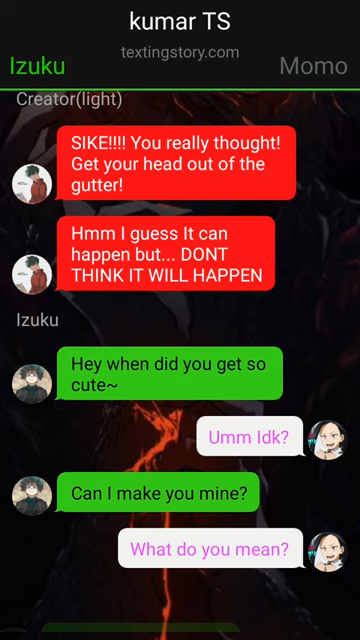 kumar TS
textingstory.com
Izuku
Momo
Creator(light)
SIKE!!!! You really thought!
Get your head out of the
gutter!
Hmm I guess It can
happen but... DONT
THINK IT WILL HAPPEN
Izuku
Hey when did you get so
cute~
Umm Idk?
Can I make you mine?
What do you mean?